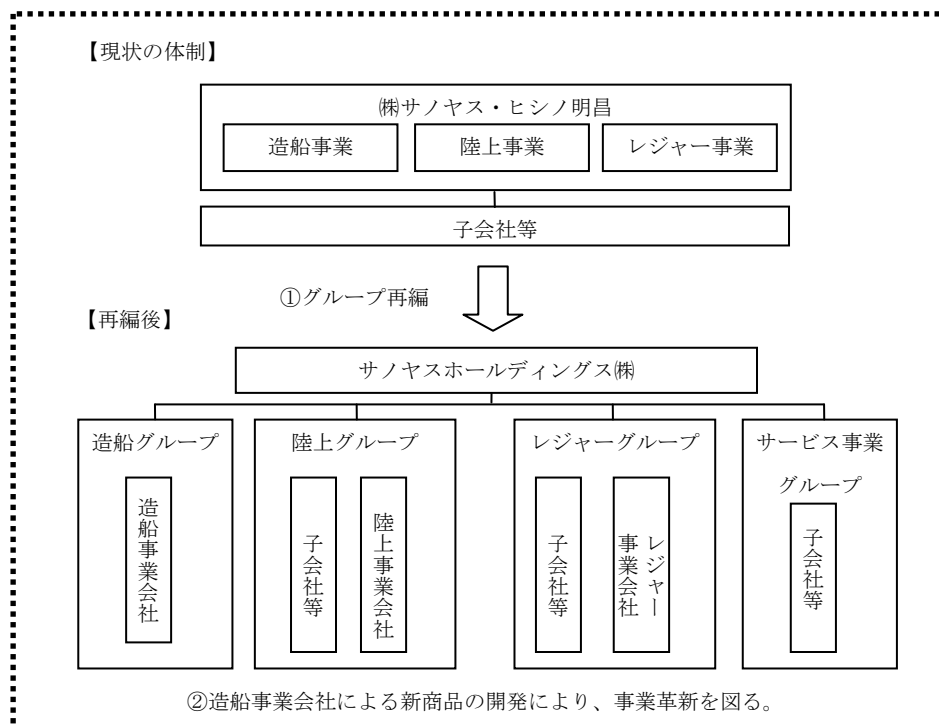 【現状の体制】
㈱サノヤス・ヒシノ明昌
造船事業
陸上事業
レジャー事業
子会社等
①グループ再編
【再編後】
サノヤスホールディングス㈱
造船グループ
造船事業会社
陸上グループ
子会社等
陸上事業会社
レジャーグループ
子会社等
レジャー
事業会社
サービス事業
グループ
子会社等
②造船事業会社による新商品の開発により、事業革新を図る。